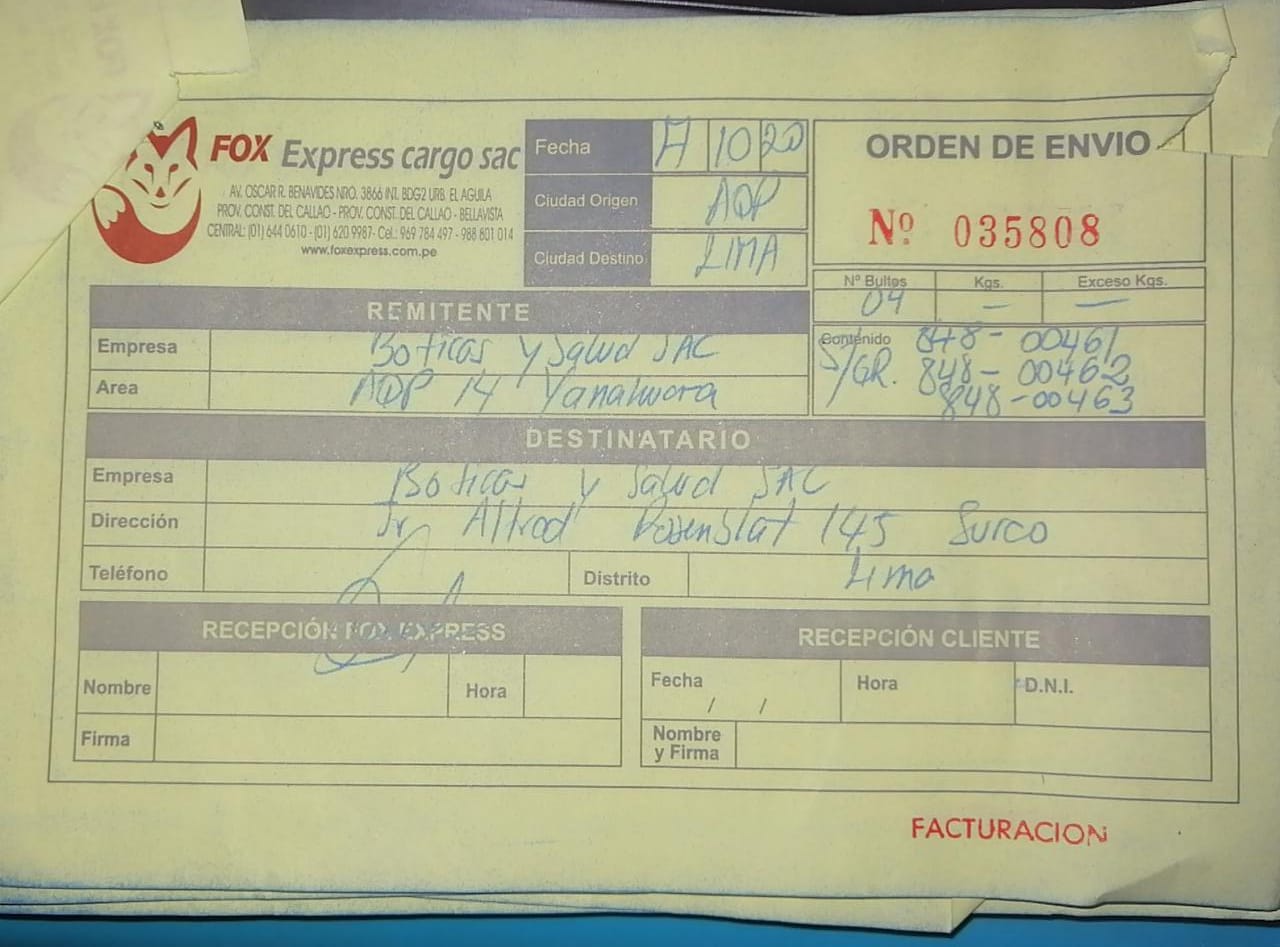 FOX Express cargo sac
AV. OSCAR R. BENAVIDES NRO. 3866 INT. BDG2 URB. EL AGUILA
PROV. CONST. DEL CALLAO - PROV. CONST. DEL CALLAO - BELLAVISTA
CENTRAL: (01) 644 0610 - (01) 620 9987- Cel.: 969 784 497 - 988 801 014
www.foxexpress.com.pe
Fecha 10 20
Ciudad Origen AQP
Ciudad Destino LIMA
ORDEN DE ENVIO
Nº 035808
Nº Bultos Kgs. Exceso Kgs.
04 — —
Contenido 848- 00461
S/GR. 848- 00462
848-00463
REMITENTE
Empresa Boticas y Salud SAC
Area AQP 14 Yanahuora
DESTINATARIO
Empresa Boticas y Salud SAC
Dirección Jr Alfrod Rosenblat 145 Surco
Teléfono Distrito Lima
RECEPCIÓN FOX EXPRESS
Nombre Hora
Firma
RECEPCIÓN CLIENTE
Fecha / / Hora D.N.I.
Nombre
y Firma
FACTURACION